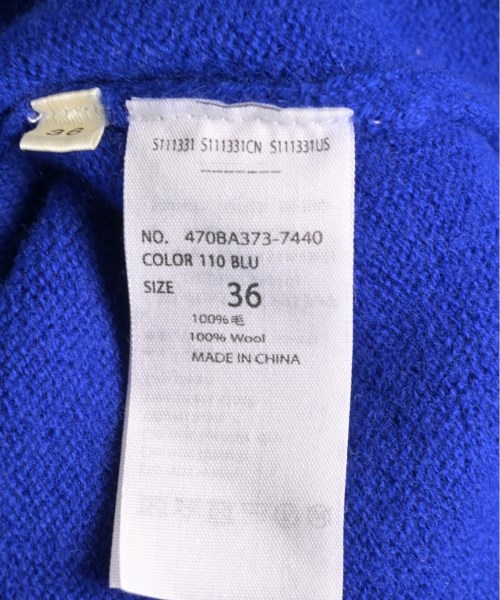 36
S111331 S111331CN S111331US
NO. 470BA373-7440
COLOR 110 BLU
SIZE 36
100%毛
100% Wool
MADE IN CHINA